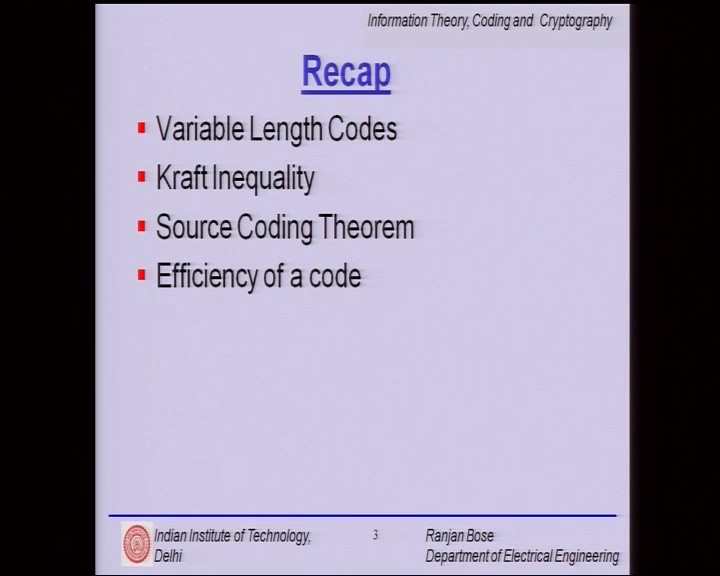 Information Theory, Coding and Cryptography
Recap
Variable Length Codes
Kraft Inequality
Source Coding Theorem
Efficiency of a code
Indian Institute of Technology,
Delhi
3
Ranjan Bose
Department of Electrical Engineering